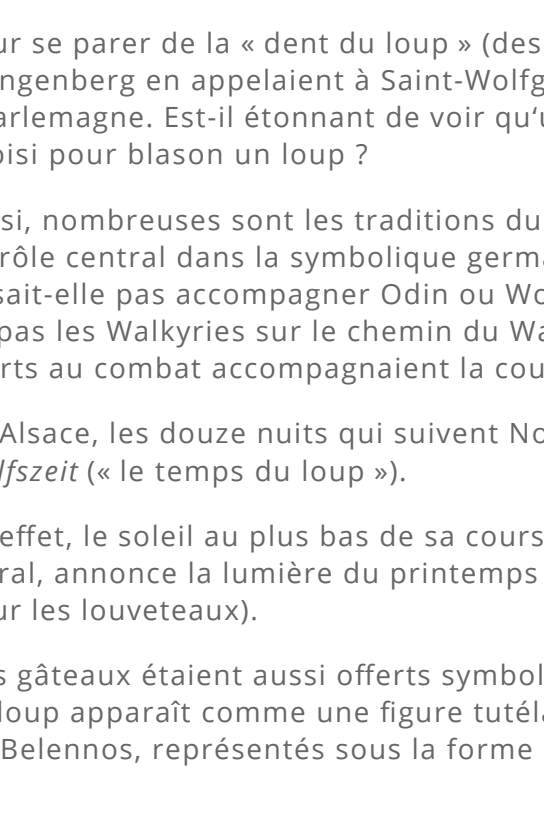 ur se parer de la « dent du loup » (des
ngenberg en appelaient à Saint-Wolfg
arlemagne. Est-il étonnant de voir qu‘u
oisi pour blason un loup ?
si, nombreuses sont les traditions du
rôle central dans la symbolique germa
sait-elle pas accompagner Odin ou Wo
pas les Walkyries sur le chemin du Wa
rts au combat accompagnaient la cou
Alsace, les douze nuits qui suivent No
lfszeit (« le temps du loup »).
effet, le soleil au plus bas de sa cours
ral, annonce la lumière du printemps
ur les louveteaux).
s gâteaux étaient aussi offerts symbol
loup apparaît comme une figure tutéla
Belennos, représentés sous la forme